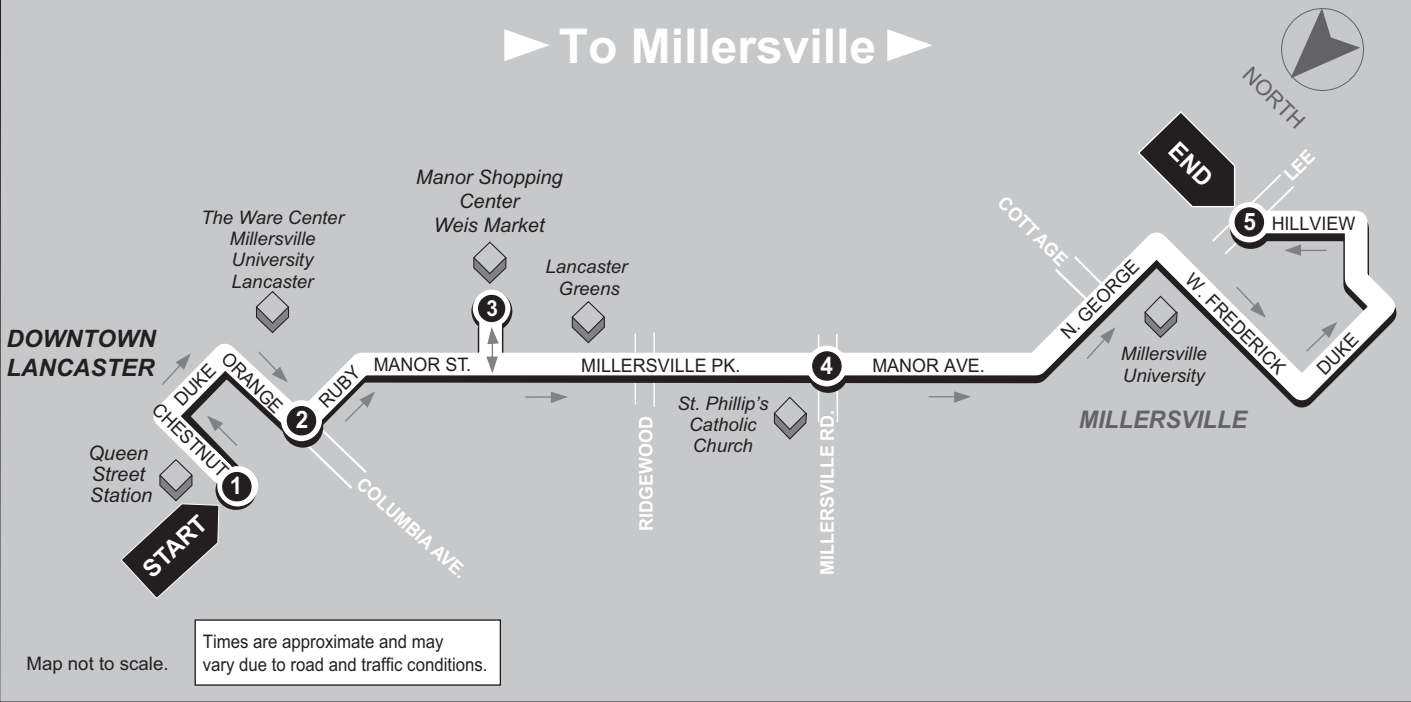 To Millersville
NORTH
END
LEE
5
HILLVIEW
DUKE
W. FREDERICK
N. GEORGE
COTTAGE
Millersville
University
MILLERSVILLE
Manor Shopping
Center
Weis Market
3
Lancaster
Greens
The Ware Center
Millersville
University
Lancaster
DOWNTOWN
LANCASTER
DUKE
ORANGE
CHESTNUT
2
RUBY
MANOR ST.
MILLERSVILLE PK.
4
MANOR AVE.
St. Phillip's
Catholic
Church
RIDGEWOOD
MILLERSVILLE RD.
COLUMBIA AVE.
Queen
Street
Station
1
START
Map not to scale.
Times are approximate and may
vary due to road and traffic conditions.